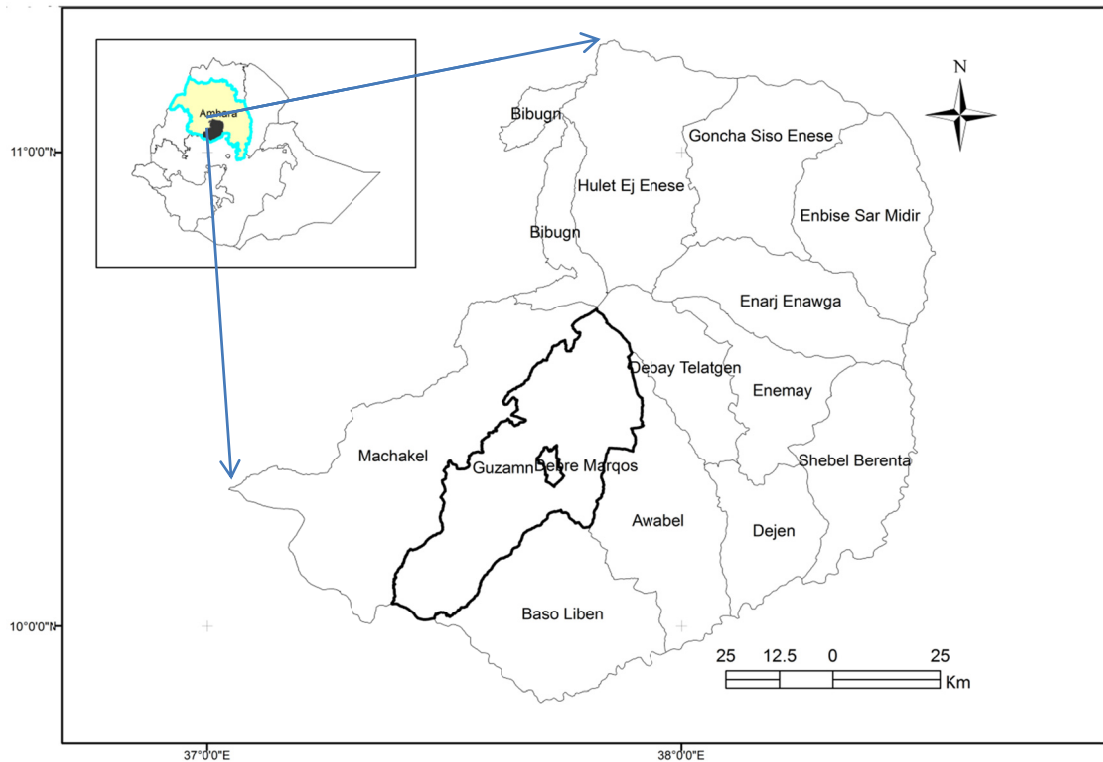 N
Amhara
Bibugn
Goncha Siso Enese
11°0'0"N
Hulet Ej Enese
Enbise Sar Midir
Bibugn
Enarj Enawga
Debay Telatgen
Enemay
Machakel
Guzamn
Debre Marqos
Shebel Berenta
Awabel
Dejen
Baso Liben
10°0'0"N
25 12.5 0 25
Km
37°0'0"E 38°0'0"E